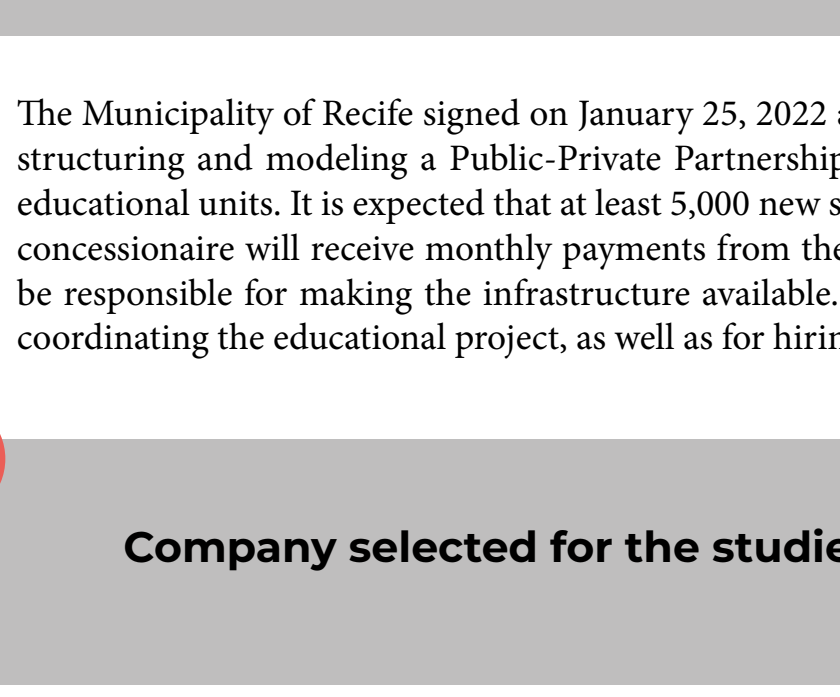 The Municipality of Recife signed on January 25, 2022
structuring and modeling a Public-Private
educational units. It is expected that at least 5,000 new
concessionaire will receive monthly payments from the
be responsible for making the infrastructure available.
coordinating the educational project, as well as for
Company selected for the